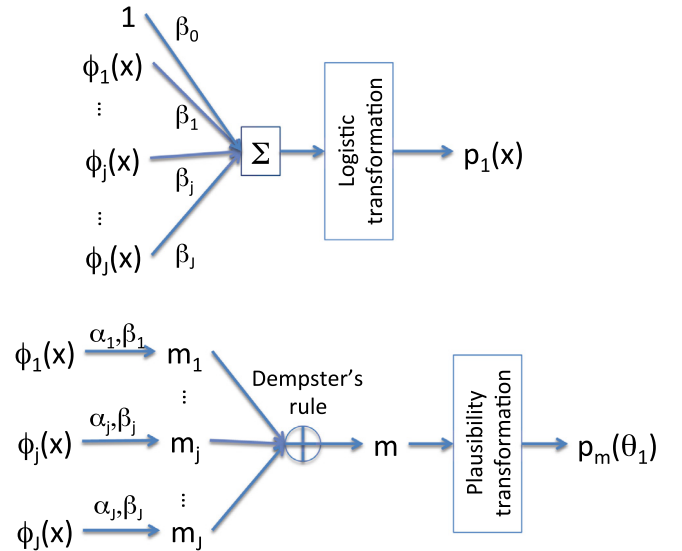 1
β0
ϕ1(x)
...
β1
ϕj(x)
Σ
Logistic
transformation
p1(x)
βj
...
ϕJ(x)
βJ
ϕ1(x)
α1,β1
m1
...
Dempster's
rule
ϕj(x)
αj,βj
mj
m
Plausibility
transformation
pm(θ1)
...
ϕJ(x)
αJ,βJ
mJ